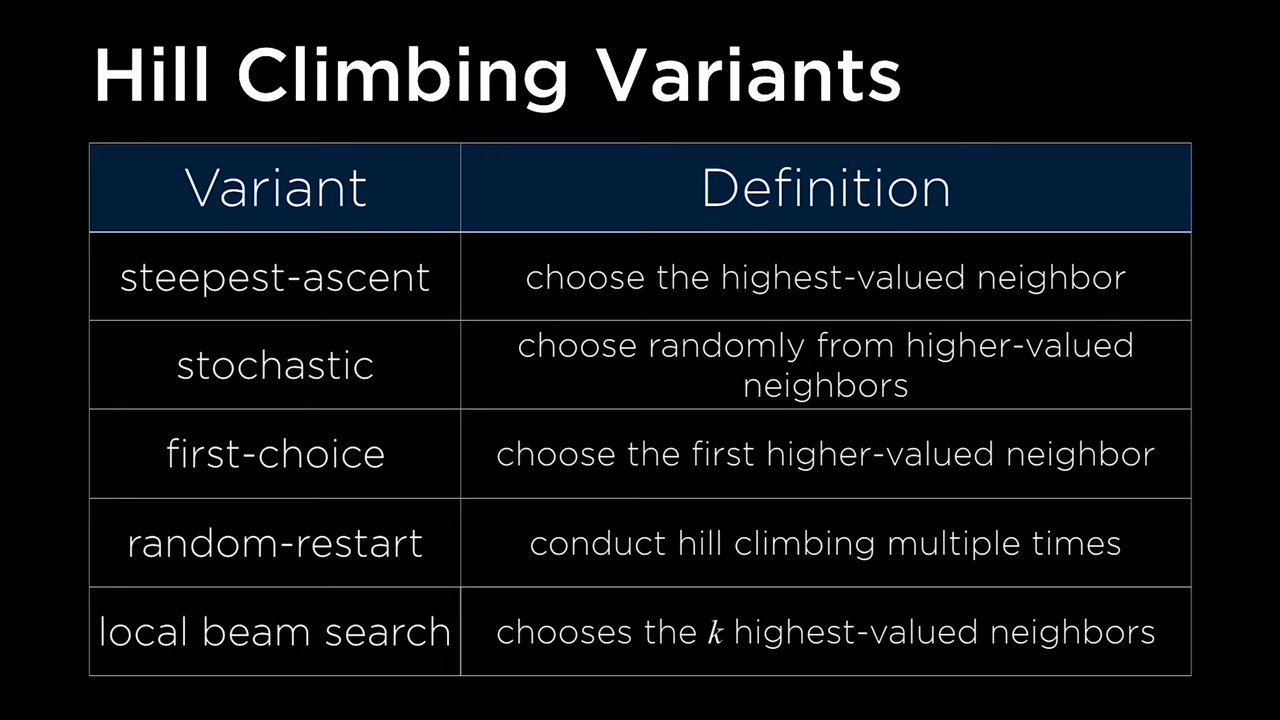 Hill Climbing Variants
Variant
Definition
steepest-ascent
choose the highest-valued neighbor
stochastic
choose randomly from higher-valued
neighbors
first-choice
choose the first higher-valued neighbor
random-restart
conduct hill climbing multiple times
local beam search
chooses the k highest-valued neighbors